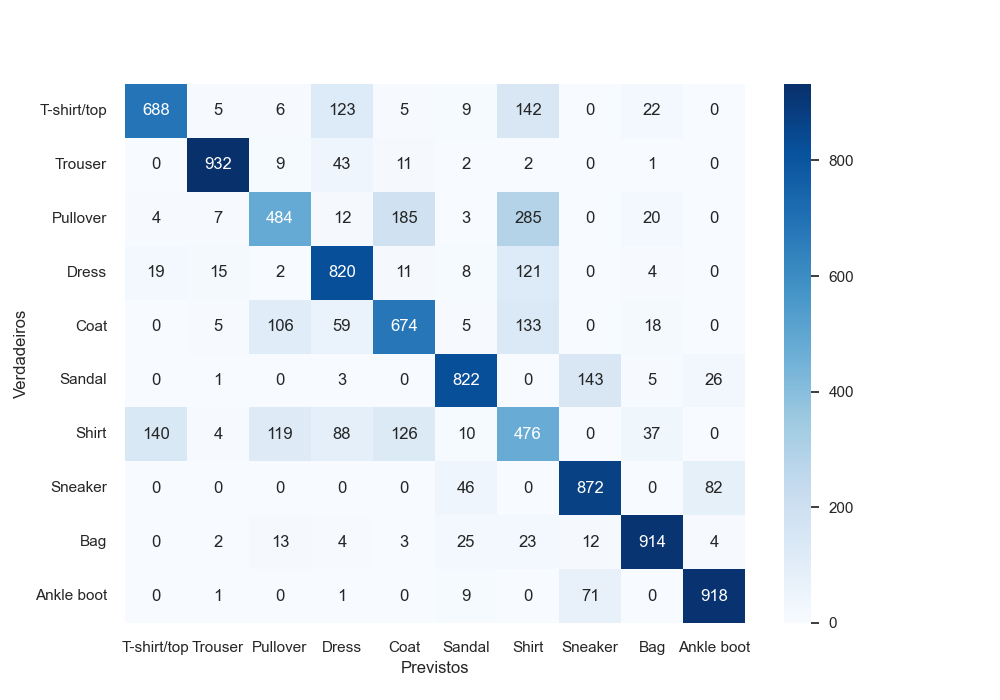 T-shirt/top 688 5 6 123 5 9 142 0 22 0
Trouser 0 932 9 43 11 2 2 0 1 0
800
Pullover 4 7 484 12 185 3 285 0 20 0
Dress 19 15 2 820 11 8 121 0 4 0
600
Coat 0 5 106 59 674 5 133 0 18 0
Verdadeiros
Sandal 0 1 0 3 0 822 0 143 5 26
400
Shirt 140 4 119 88 126 10 476 0 37 0
Sneaker 0 0 0 0 0 46 0 872 0 82
200
Bag 0 2 13 4 3 25 23 12 914 4
Ankle boot 0 1 0 1 0 9 0 71 0 918
0
T-shirt/top Trouser Pullover Dress Coat Sandal Shirt Sneaker Bag Ankle boot
Previstos